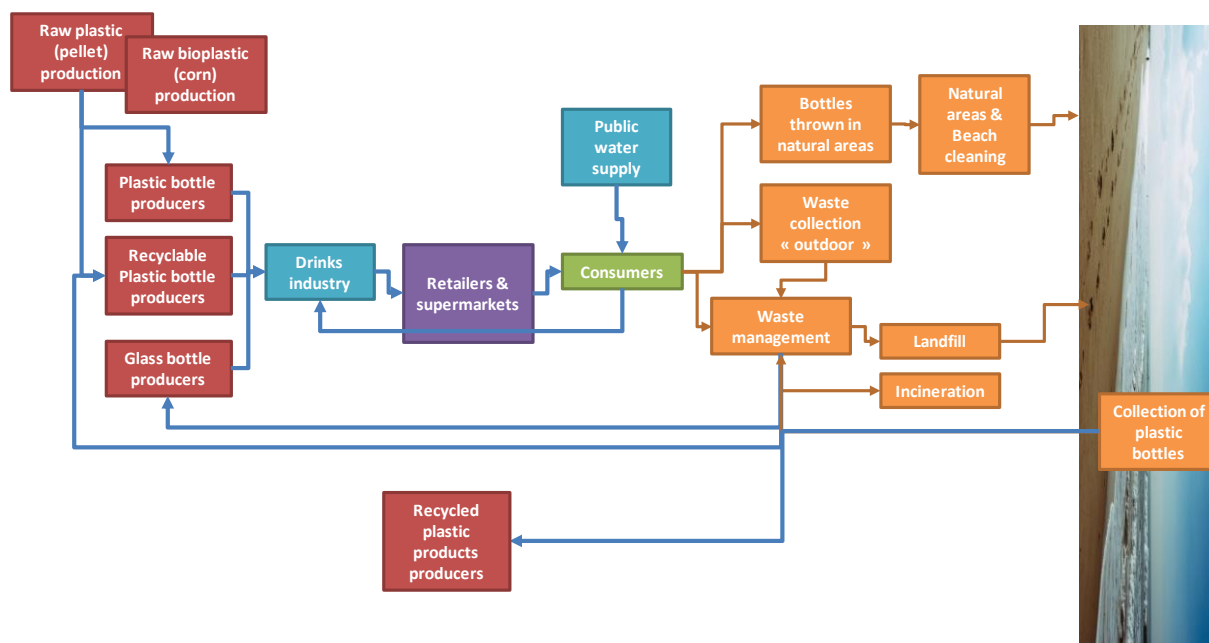 Raw plastic
(pellet)
production
Raw bioplastic
(corn)
production
Plastic bottle
producers
Recyclable
Plastic bottle
producers
Glass bottle
producers
Drinks
industry
Retailers &
supermarkets
Public
water
supply
Consumers
Bottles
thrown in
natural areas
Natural
areas &
Beach
cleaning
Waste
collection
« outdoor »
Waste
management
Landfill
Incineration
Collection of
plastic
bottles
Recycled
plastic
products
producers